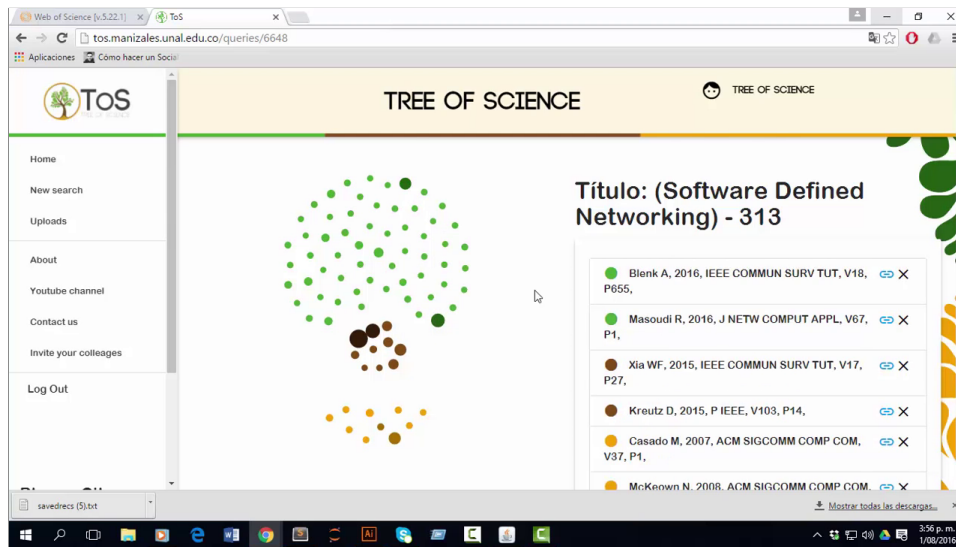 Web of Science [v.5.22.1]
ToS
tos.manizales.unal.edu.co/queries/6648
Aplicaciones
Cómo hacer un Socia
ToS
TREE OF SCIENCE
TREE OF SCIENCE
TREE OF SCIENCE
Home
New search
Uploads
About
Youtube channel
Contact us
Invite your colleages
Log Out
Título: (Software Defined
Networking) - 313
Blenk A, 2016, IEEE COMMUN SURV TUT, V18,
P655,
Masoudi R, 2016, J NETW COMPUT APPL, V67,
P1,
Xia WF, 2015, IEEE COMMUN SURV TUT, V17,
P27,
Kreutz D, 2015, P IEEE, V103, P14,
Casado M, 2007, ACM SIGCOMM COMP COM,
V37, P1,
McKeown N, 2008, ACM SIGCOMM COMP COM,
savedrecs (5).txt
Mostrar todas las descargas...
3:56 p. m.
1/08/2016